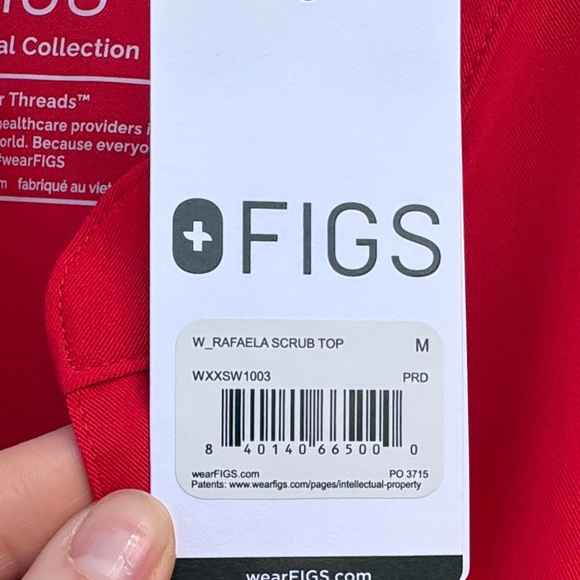 al Collection
Threads™
healthcare providers
world. Because everyo
#wearFIGS
fabriqué au viet
FIGS
W_RAFAELA SCRUB TOP M
WXXSW1003 PRD
8 40140 66500 0
wearFIGS.com PO 3715
Patents: www.wearfigs.com/pages/intellectual-property
wearFIGS.com